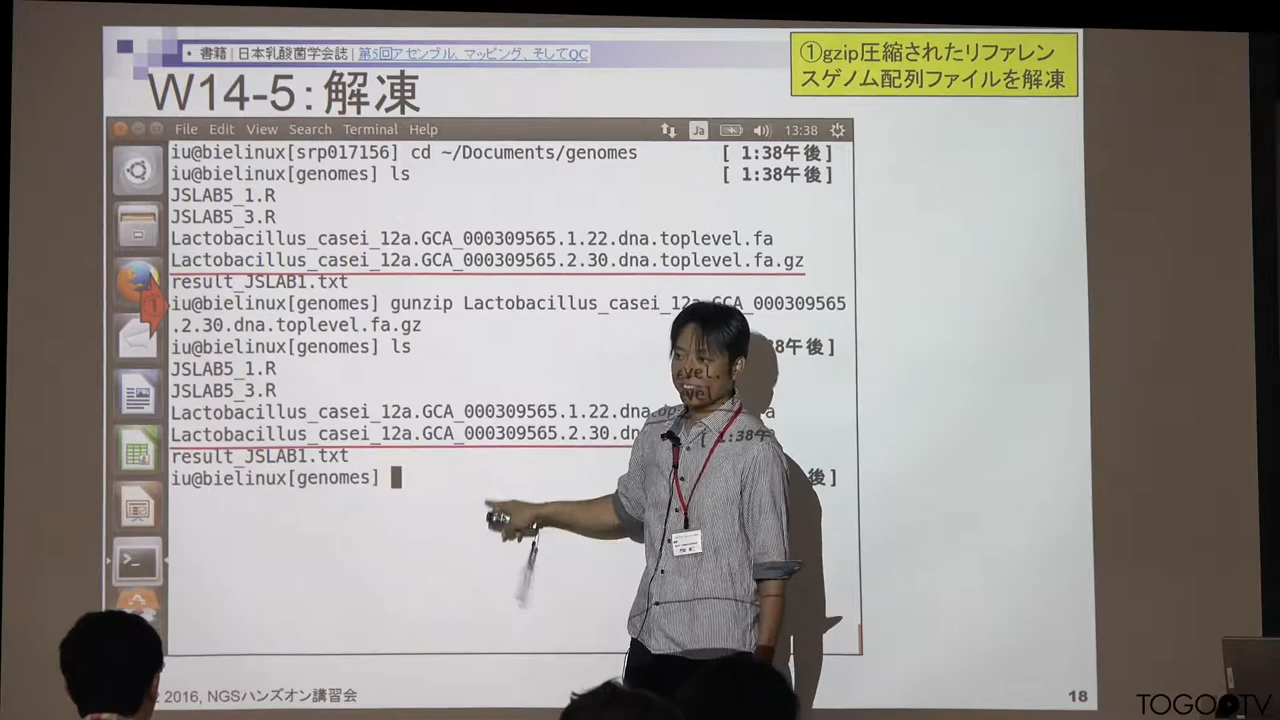 • 書籍 | 日本乳酸菌学会誌 | 第5回アセンブル、マッピング、そしてQC
①gzip圧縮されたリファレン
スゲノム配列ファイルを解凍
W14-5：解凍
File Edit View Search Terminal Help
Ja
13:38
iu@bielinux[srp017156] cd ~/Documents/genomes [ 1:38午後]
iu@bielinux[genomes] ls [ 1:38午後]
JSLAB5_1.R
JSLAB5_3.R
Lactobacillus_casei_12a.GCA_000309565.1.22.dna.toplevel.fa
Lactobacillus_casei_12a.GCA_000309565.2.30.dna.toplevel.fa.gz
result_JSLAB1.txt
①
iu@bielinux[genomes] gunzip Lactobacillus_casei_12a.GCA_000309565
.2.30.dna.toplevel.fa.gz
iu@bielinux[genomes] ls 8午後]
JSLAB5_1.R
JSLAB5_3.R
Lactobacillus_casei_12a.GCA_000309565.1.22.dna
Lactobacillus_casei_12a.GCA_000309565.2.30.dn
result_JSLAB1.txt
iu@bielinux[genomes] 後]
2016, NGSハンズオン講習会
18
TOGOTV